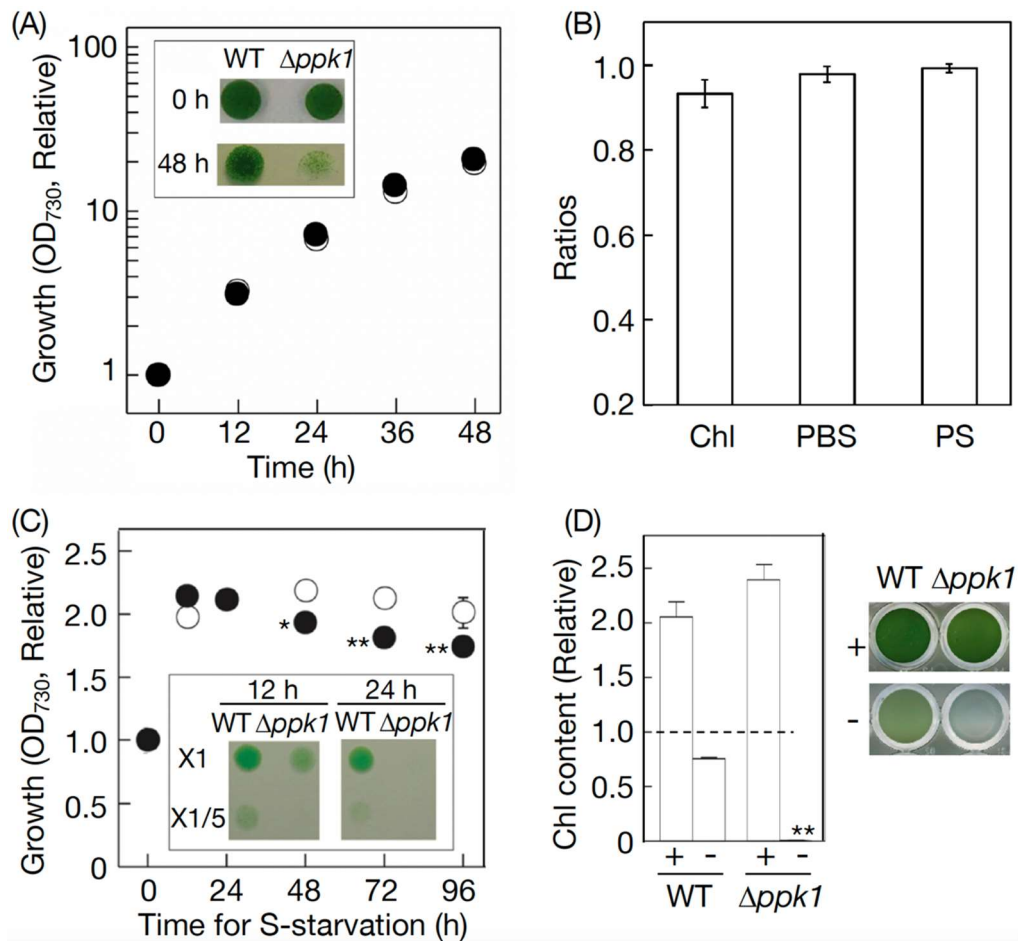 (A)
Growth (OD730, Relative)
100
10
1
WT Δppk1
0 h
48 h
0 12 24 36 48
Time (h)
(B)
Ratios
1.0
0.8
0.6
0.4
0.2
Chl PBS PS
(C)
Growth (OD730, Relative)
2.5
2.0
1.5
1.0
0.5
0
* ** **
12 h 24 h
WT Δppk1 WT Δppk1
X1
X1/5
0 24 48 72 96
Time for S-starvation (h)
(D)
Chl content (Relative)
2.5
2.0
1.5
1.0
0.5
0
**
+ - + -
WT Δppk1
WT Δppk1
+
-